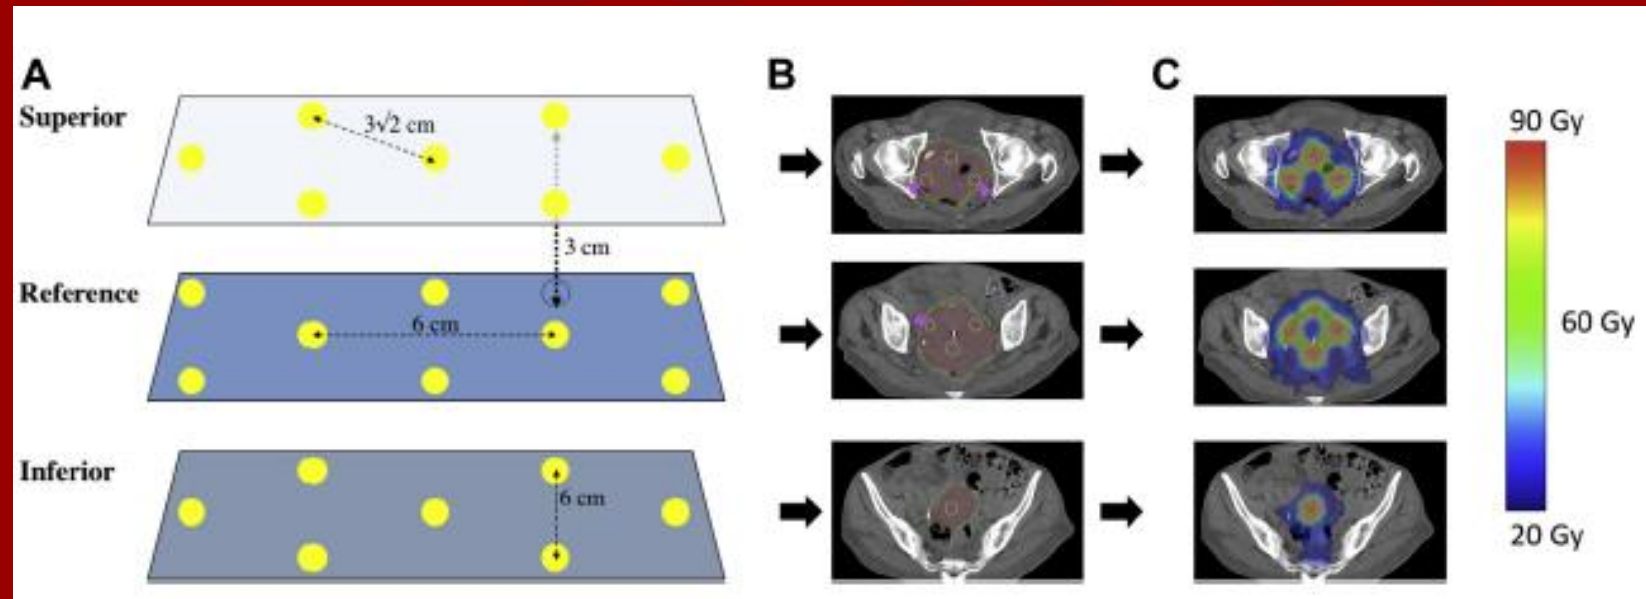 A
B
C
Superior
3√2 cm
3 cm
Reference
6 cm
Inferior
6 cm
90 Gy
60 Gy
20 Gy